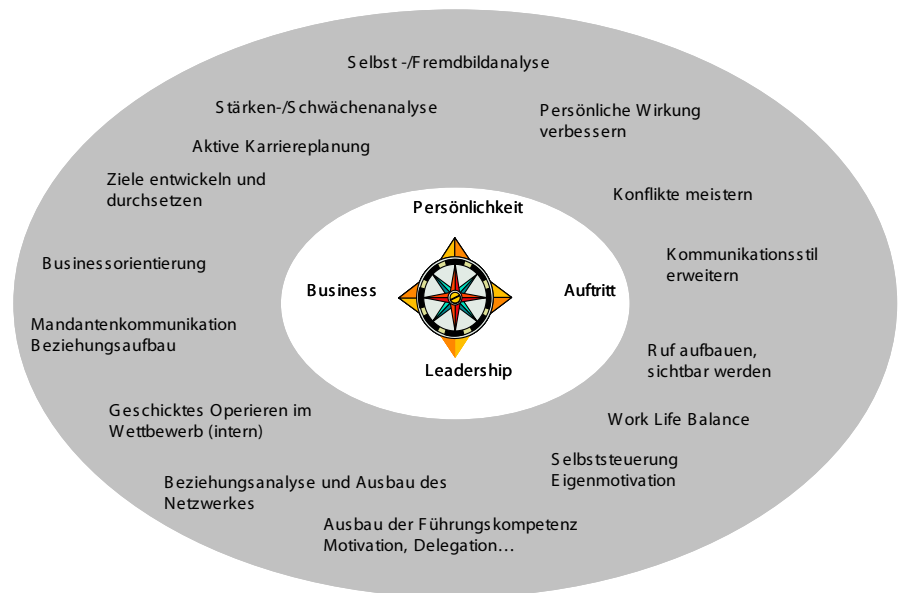 Selbst -/Fremdbildanalyse
Stärken-/Schwächenanalyse
Persönliche Wirkung
verbessern
Aktive Karriereplanung
Ziele entwickeln und
durchsetzen
Konflikte meistern
Persönlichkeit
Businessorientierung
Kommunikationsstil
erweitern
Business
Auftritt
Mandantenkommunikation
Beziehungsaufbau
Ruf aufbauen,
sichtbar werden
Leadership
Geschicktes Operieren im
Wettbewerb (intern)
Work Life Balance
Selbststeuerung
Eigenmotivation
Beziehungsanalyse und Ausbau des
Netzwerkes
Ausbau der Führungskompetenz
Motivation, Delegation…